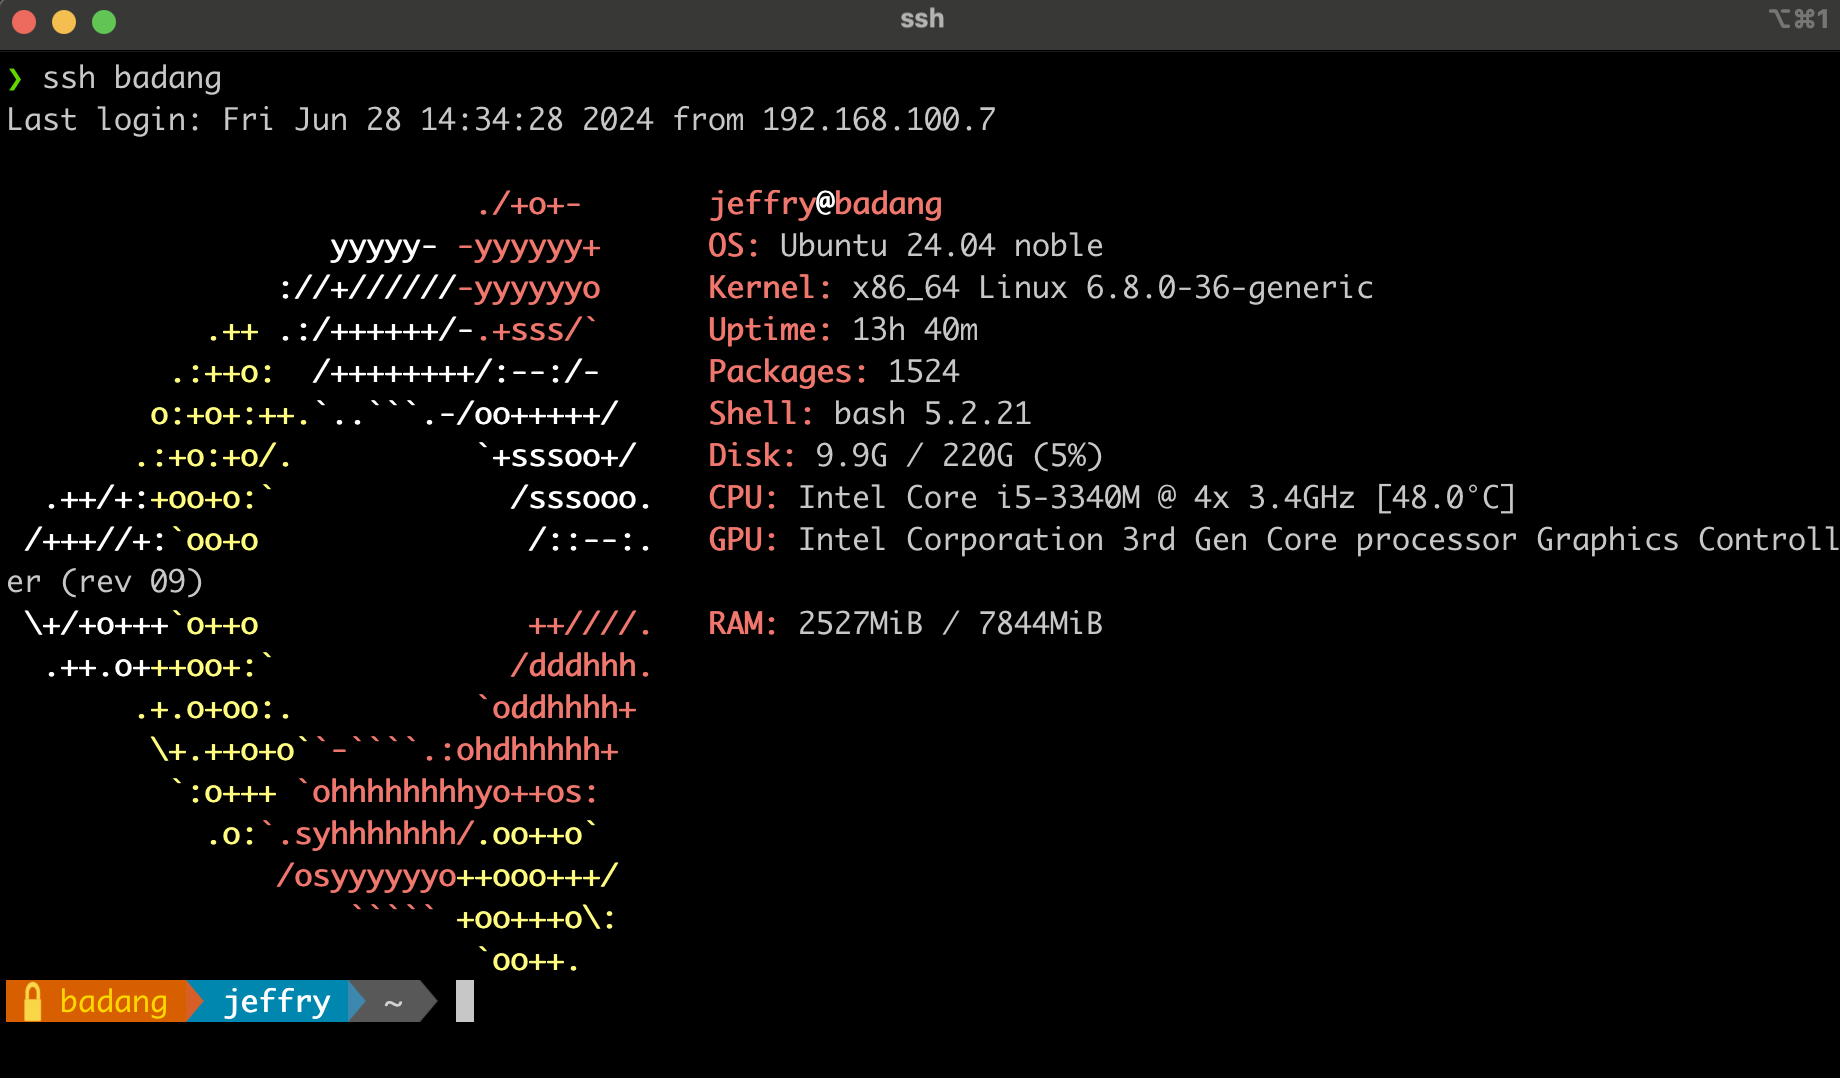 ssh
⌥⌘1
❯ ssh badang
Last login: Fri Jun 28 14:34:28 2024 from 192.168.100.7
                          ./+o+-       jeffry@badang
                  yyyyy- -yyyyyy+      OS: Ubuntu 24.04 noble
               ://+//////-yyyyyyo      Kernel: x86_64 Linux 6.8.0-36-generic
           .++ .:/++++++/-.+sss/`      Uptime: 13h 40m
         .:++o:  /++++++++/:--:/-      Packages: 1524
        o:+o+:++.`..```.-/oo+++++/     Shell: bash 5.2.21
       .:+o:+o/.          `+sssoo+/    Disk: 9.9G / 220G (5%)
  .++/+:+oo+o:`             /sssooo.   CPU: Intel Core i5-3340M @ 4x 3.4GHz [48.0°C]
 /+++//+:`oo+o               /::--:.   GPU: Intel Corporation 3rd Gen Core processor Graphics Controll
er (rev 09)
 \+/+o+++`o++o               ++////.   RAM: 2527MiB / 7844MiB
  .++.o+++oo+:`             /dddhhh.
       .+.o+oo:.          `oddhhhh+
        \+.++o+o``-````.:ohdhhhhh+
         `:o+++ `ohhhhhhhhyo++os:
           .o:`.syhhhhhhh/.oo++o`
               /osyyyyyyo++ooo+++/
                   ````` +oo+++o\:
                          `oo++.
badang jeffry ~